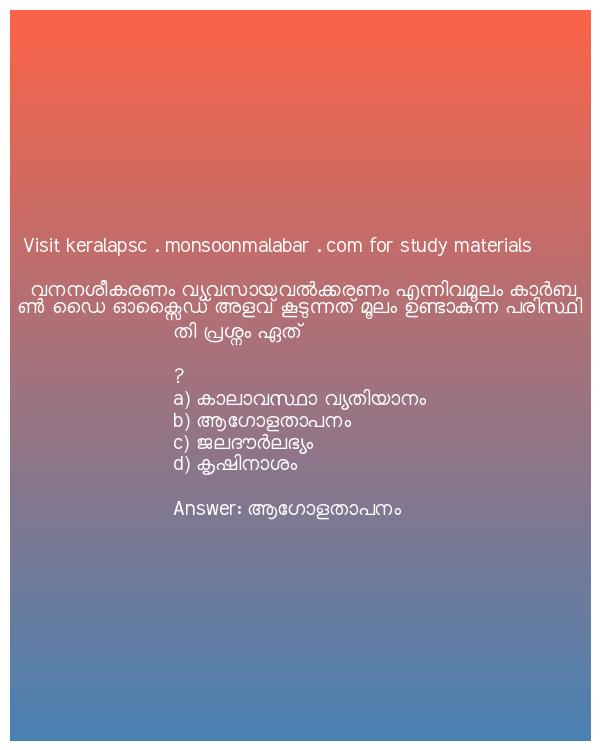 Visit keralapsc . monsoonmalabar . com for study materials
വനനശീകരണം വ്യവസായവൽക്കരണം എന്നിവമൂലം കാർബ
ൺ ഡൈ ഓക്സൈഡ് അളവ് കൂടുന്നത് മൂലം ഉണ്ടാകുന്ന പരിസ്ഥി
തി പ്രശ്നം ഏത്
?
a) കാലാവസ്ഥാ വ്യതിയാനം
b) ആഗോളതാപനം
c) ജലദൗർലഭ്യം
d) കൃഷിനാശം
Answer: ആഗോളതാപനം